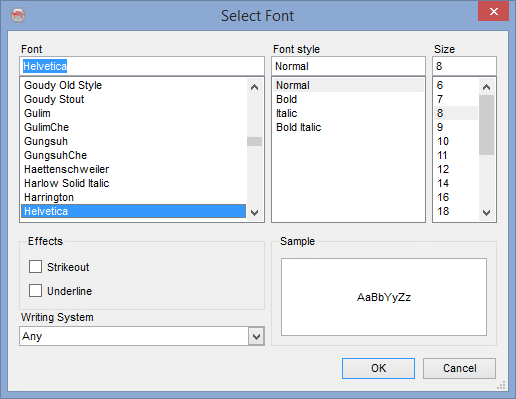 Select Font
Font
Helvetica
Goudy Old Style
Goudy Stout
Gulim
GulimChe
Gungsuh
GungsuhChe
Haettenschweiler
Harlow Solid Italic
Harrington
Helvetica
Font style
Normal
Normal
Bold
Italic
Bold Italic
Size
8
6
7
8
9
10
11
12
14
16
18
Effects
Strikeout
Underline
Writing System
Any
Sample
AaBbYyZz
OK
Cancel